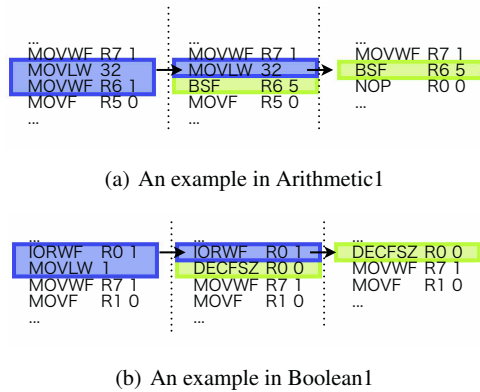 ...
MOVWF R7 1
MOVLW 32
MOVWF R6 1
MOVF R5 0
...
...
MOVWF R7 1
MOVLW 32
BSF R6 5
MOVF R5 0
...
...
MOVWF R7 1
BSF R6 5
NOP R0 0
...
(a) An example in Arithmetic1
...
IORWF R0 1
MOVLW 1
MOVWF R7 1
MOVF R1 0
...
...
IORWF R0 1
DECFSZ R0 0
MOVWF R7 1
MOVF R1 0
...
...
DECFSZ R0 0
MOVWF R7 1
MOVF R1 0
...
(b) An example in Boolean1